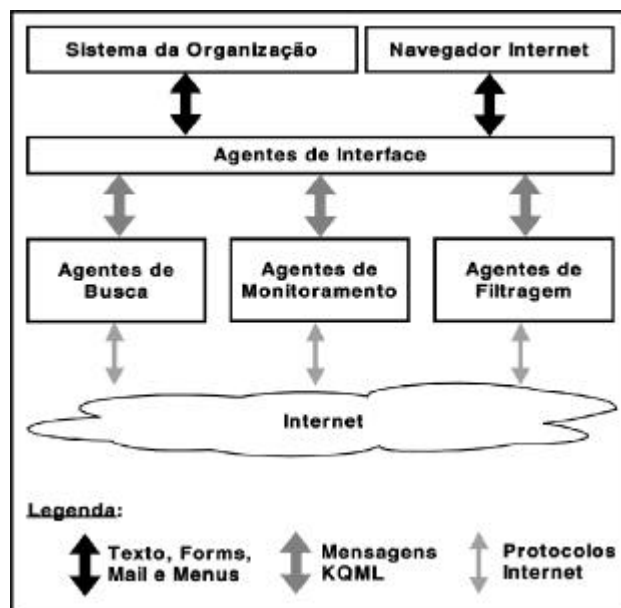 Sistema da Organização
Navegador Internet
Agentes de Interface
Agentes de
Busca
Agentes de
Monitoramento
Agentes de
Filtragem
Internet
Legenda:
Texto, Forms,
Mail e Menus
Mensagens
KQML
Protocolos
Internet